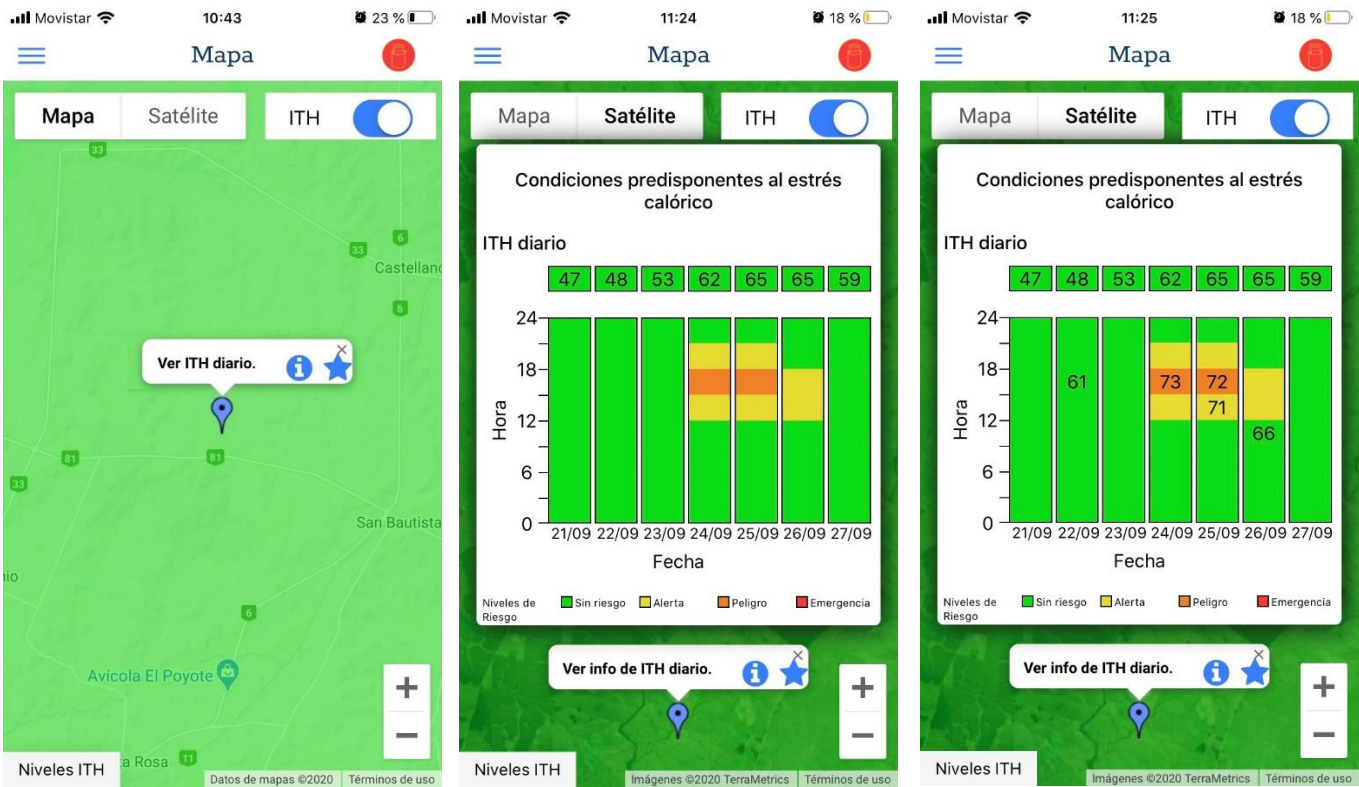 Movistar 10:43 23 %
Mapa
Mapa Satélite ITH
33
6
33
Castellano
6
Ver ITH diario.
81
81
33
San Bautista
6
Avícola El Poyote
a Rosa 11
+
−
Niveles ITH
Datos de mapas ©2020 Términos de uso
Movistar 11:24 18 %
Mapa
Mapa Satélite ITH
Condiciones predisponentes al estrés
calórico
ITH diario
47 48 53 62 65 65 59
24
18
12
6
0
Hora
21/09 22/09 23/09 24/09 25/09 26/09 27/09
Fecha
Niveles de
Riesgo
Sin riesgo Alerta Peligro Emergencia
Ver info de ITH diario.
+
−
Niveles ITH
Imágenes ©2020 TerraMetrics Términos de uso
Movistar 11:25 18 %
Mapa
Mapa Satélite ITH
Condiciones predisponentes al estrés
calórico
ITH diario
47 48 53 62 65 65 59
24
18
61 73 72
71
12
66
6
0
Hora
21/09 22/09 23/09 24/09 25/09 26/09 27/09
Fecha
Niveles de
Riesgo
Sin riesgo Alerta Peligro Emergencia
Ver info de ITH diario.
+
−
Niveles ITH
Imágenes ©2020 TerraMetrics Términos de uso